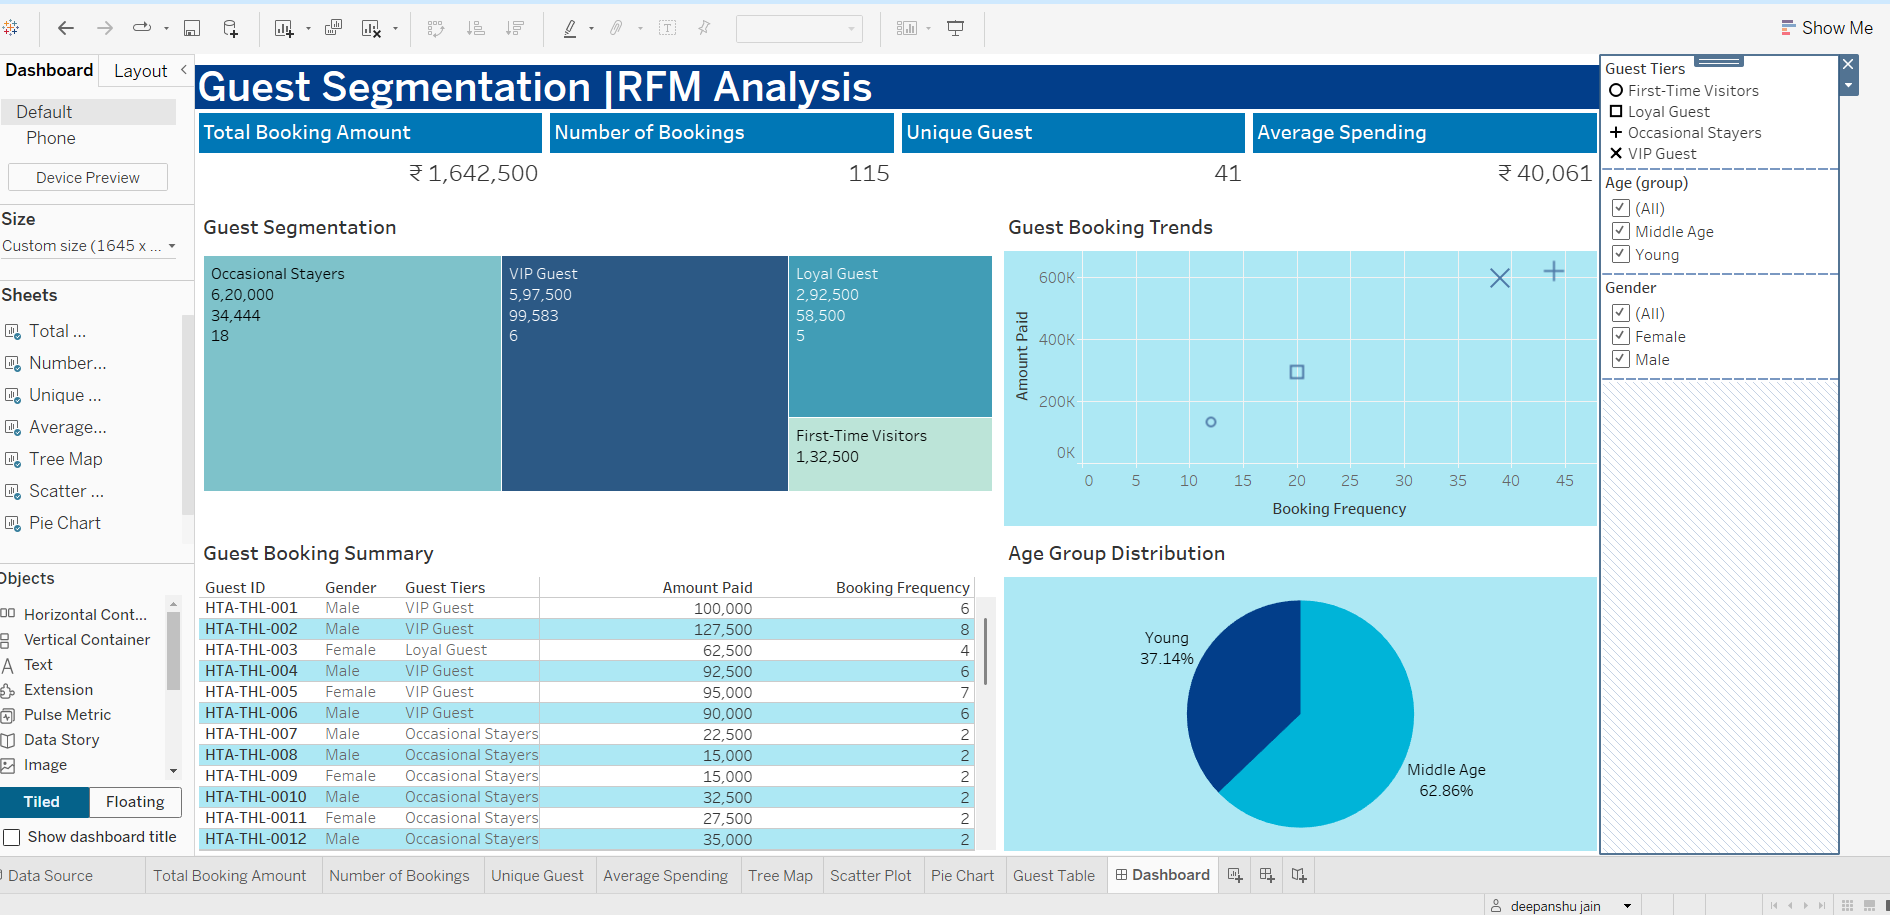 Show Me
Dashboard
Layout
Default
Phone
Device Preview
Size
Custom size (1645 x ...
Sheets
Total ...
Number...
Unique ...
Average...
Tree Map
Scatter ...
Pie Chart
Objects
Horizontal Cont...
Vertical Container
Text
Extension
Pulse Metric
Data Story
Image
Tiled
Floating
Show dashboard title
Guest Segmentation |RFM Analysis
Total Booking Amount
₹ 1,642,500
Number of Bookings
115
Unique Guest
41
Average Spending
₹ 40,061
Guest Segmentation
Occasional Stayers
6,20,000
34,444
18
VIP Guest
5,97,500
99,583
6
Loyal Guest
2,92,500
58,500
5
First-Time Visitors
1,32,500
Guest Booking Trends
Amount Paid
600K
400K
200K
0K
0 5 10 15 20 25 30 35 40 45
Booking Frequency
Guest Booking Summary
Guest ID Gender Guest Tiers Amount Paid Booking Frequency
HTA-THL-001 Male VIP Guest 100,000 6
HTA-THL-002 Male VIP Guest 127,500 8
HTA-THL-003 Female Loyal Guest 62,500 4
HTA-THL-004 Male VIP Guest 92,500 6
HTA-THL-005 Female VIP Guest 95,000 7
HTA-THL-006 Male VIP Guest 90,000 6
HTA-THL-007 Male Occasional Stayers 22,500 2
HTA-THL-008 Male Occasional Stayers 15,000 2
HTA-THL-009 Female Occasional Stayers 15,000 2
HTA-THL-0010 Male Occasional Stayers 32,500 2
HTA-THL-0011 Female Occasional Stayers 27,500 2
HTA-THL-0012 Male Occasional Stayers 35,000 2
Age Group Distribution
Young
37.14%
Middle Age
62.86%
Guest Tiers
First-Time Visitors
Loyal Guest
Occasional Stayers
VIP Guest
Age (group)
(All)
Middle Age
Young
Gender
(All)
Female
Male
Data Source
Total Booking Amount
Number of Bookings
Unique Guest
Average Spending
Tree Map
Scatter Plot
Pie Chart
Guest Table
Dashboard
deepanshu jain